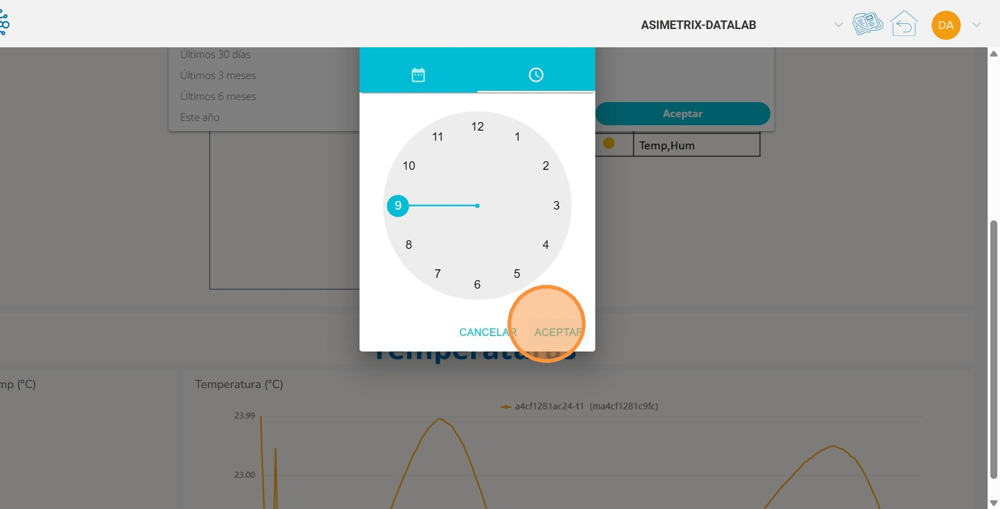 ASIMETRIX-DATALAB
DA
Últimos 30 días
Últimos 3 meses
Últimos 6 meses
Este año
Aceptar
Temp,Hum
12
11
1
10
2
9
3
8
4
7
5
6
CANCELAR
ACEPTAR
Temperaturas
mp (°C)
Temperatura (°C)
a4cf1281ac24-t1 (ma4cf1281c9fc)
23.99
23.00